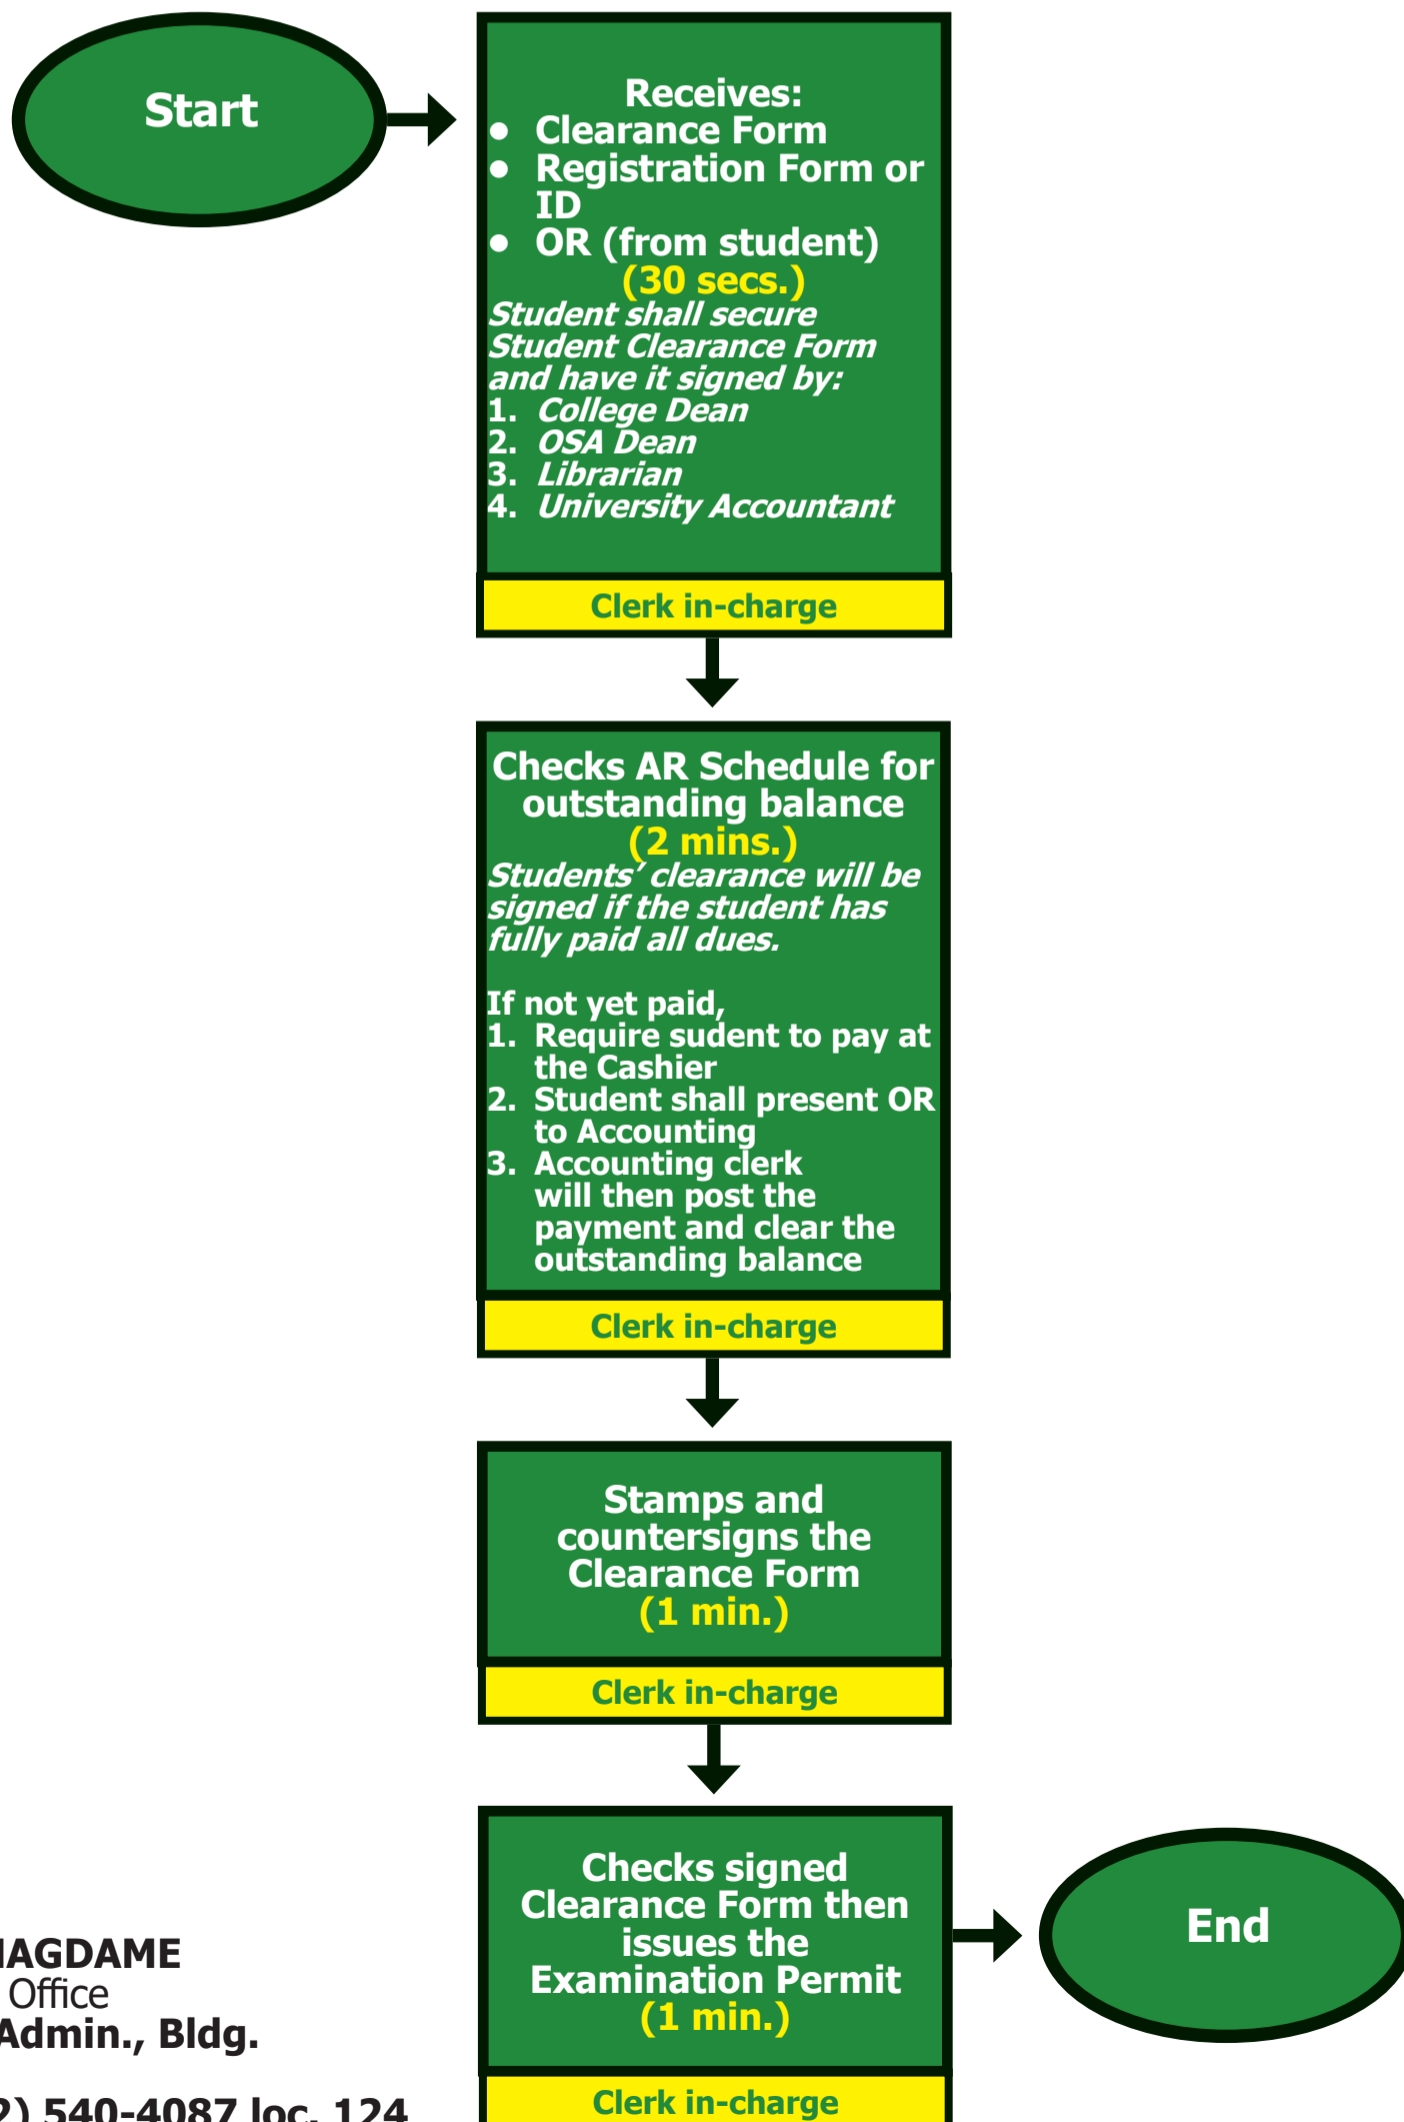 Start
Receives:
● Clearance Form
● Registration Form or
ID
● OR (from student)
(30 secs.)
Student shall secure
Student Clearance Form
and have it signed by:
1. College Dean
2. OSA Dean
3. Librarian
4. University Accountant
Clerk in-charge
Checks AR Schedule for
outstanding balance
(2 mins.)
Students’ clearance will be
signed if the student has
fully paid all dues.
If not yet paid,
1. Require sudent to pay at
the Cashier
2. Student shall present OR
to Accounting
3. Accounting clerk
will then post the
payment and clear the
outstanding balance
Clerk in-charge
Stamps and
countersigns the
Clearance Form
(1 min.)
Clerk in-charge
Checks signed
Clearance Form then
issues the
Examination Permit
(1 min.)
Clerk in-charge
End
AGDAME
Office
Admin., Bldg.
2) 540-4087 loc. 124